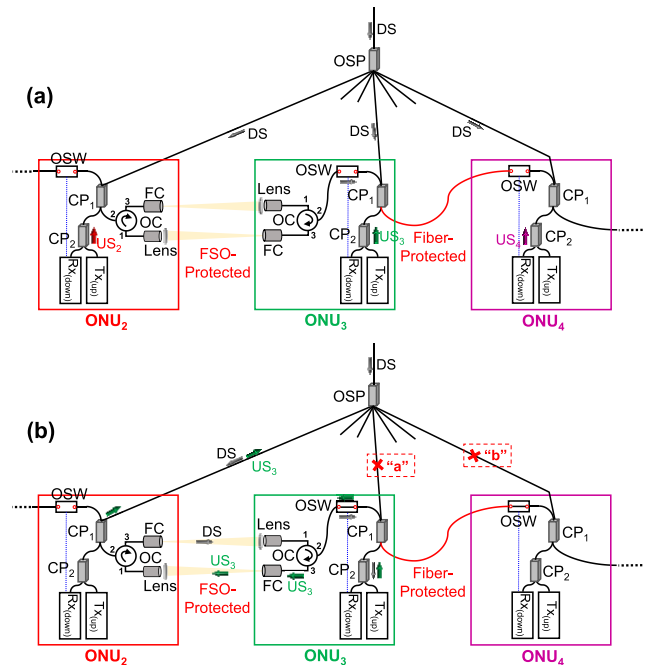 DS
OSP
(a)
DS
DS
DS
OSW
OSW
OSW
CP1
3
FC
Lens
1
2
CP1
CP1
2
OC
OC
CP2
1
3
CP2
CP2
US2
Lens
FSO-
Protected
FC
US3
Fiber-
Protected
US4
Rx(down)
Tx(up)
Rx(down)
Tx(up)
Rx(down)
Tx(up)
ONU2
ONU3
ONU4
DS
OSP
(b)
DS
US3
"a"
"b"
OSW
OSW
OSW
CP1
3
FC
DS
Lens
1
2
CP1
CP1
2
OC
US3
OC
CP2
1
3
CP2
CP2
Lens
FSO-
Protected
FC
US3
Fiber-
Protected
Rx(down)
Tx(up)
Rx(down)
Tx(up)
Rx(down)
Tx(up)
ONU2
ONU3
ONU4